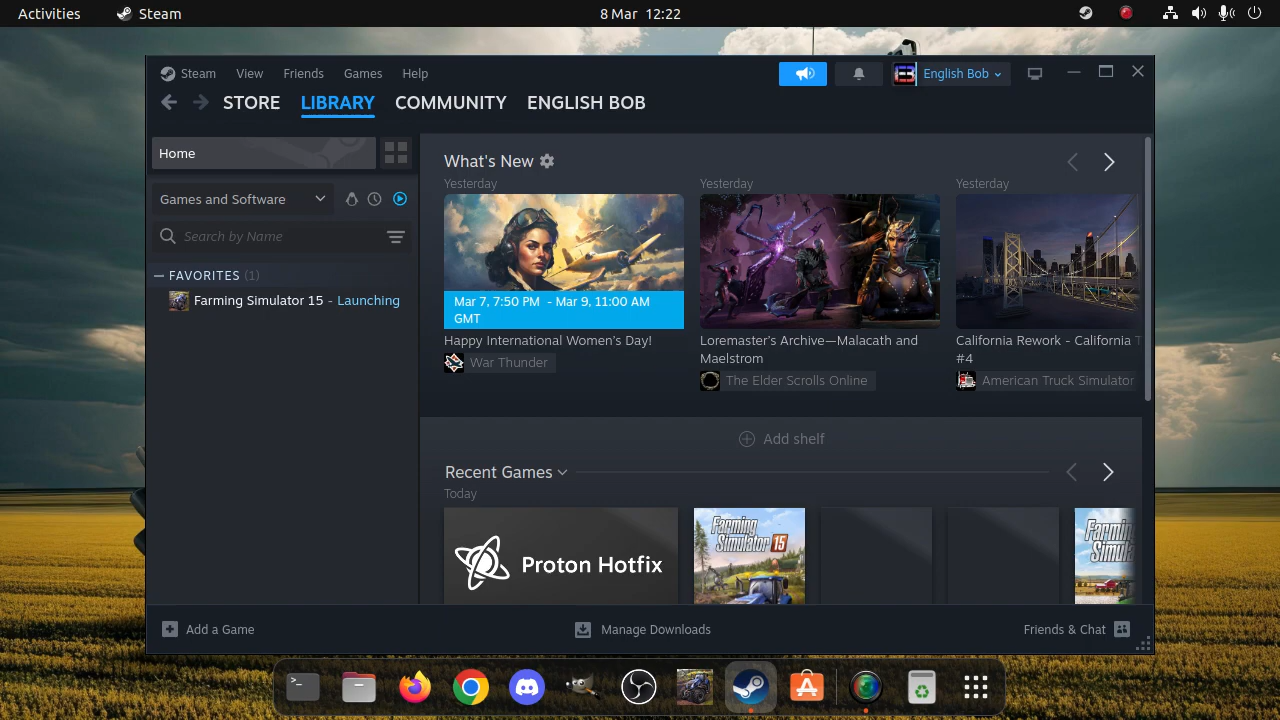 Activities
Steam
8 Mar 12:22
Steam
View
Friends
Games
Help
English Bob
STORE
LIBRARY
COMMUNITY
ENGLISH BOB
Home
Games and Software
Search by Name
FAVORITES (1)
Farming Simulator 15 - Launching
What's New
Yesterday
Mar 7, 7:50 PM - Mar 9, 11:00 AM
GMT
Happy International Women's Day!
War Thunder
Yesterday
Loremaster's Archive—Malacath and
Maelstrom
The Elder Scrolls Online
Yesterday
California Rework - California T
#4
American Truck Simulator
Add shelf
Recent Games
Today
Proton Hotfix
Farming
Simulator 15
Add a Game
Manage Downloads
Friends & Chat